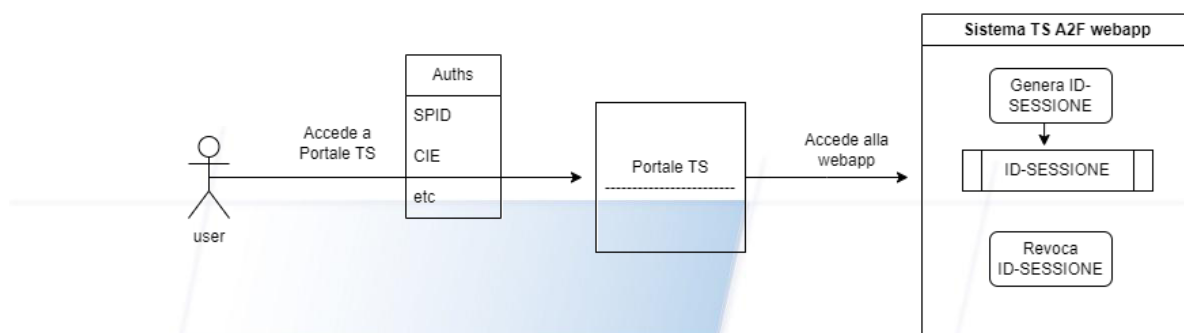 Sistema TS A2F webapp
Auths
Genera ID-
SESSIONE
SPID
Accede a
Portale TS
Accede alla
webapp
CIE
Portale TS
ID-SESSIONE
etc
user
Revoca
ID-SESSIONE